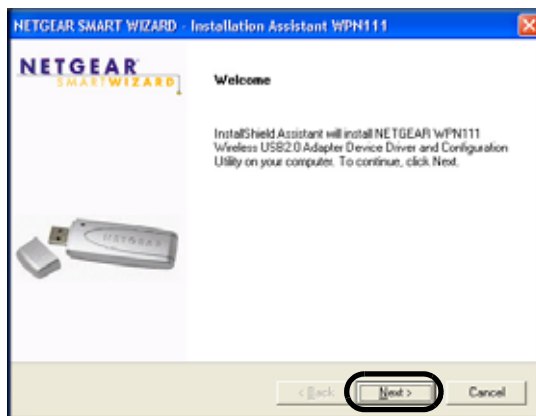 NETGEAR SMART WIZARD - Installation Assistant WPN111
NETGEAR
SMARTWIZARD
Welcome
InstallShield Assistant will install NETGEAR WPN111
Wireless USB2.0 Adapter Device Driver and Configuration
Utility on your computer. To continue, click Next.
NETGEAR
< Back
Next >
Cancel